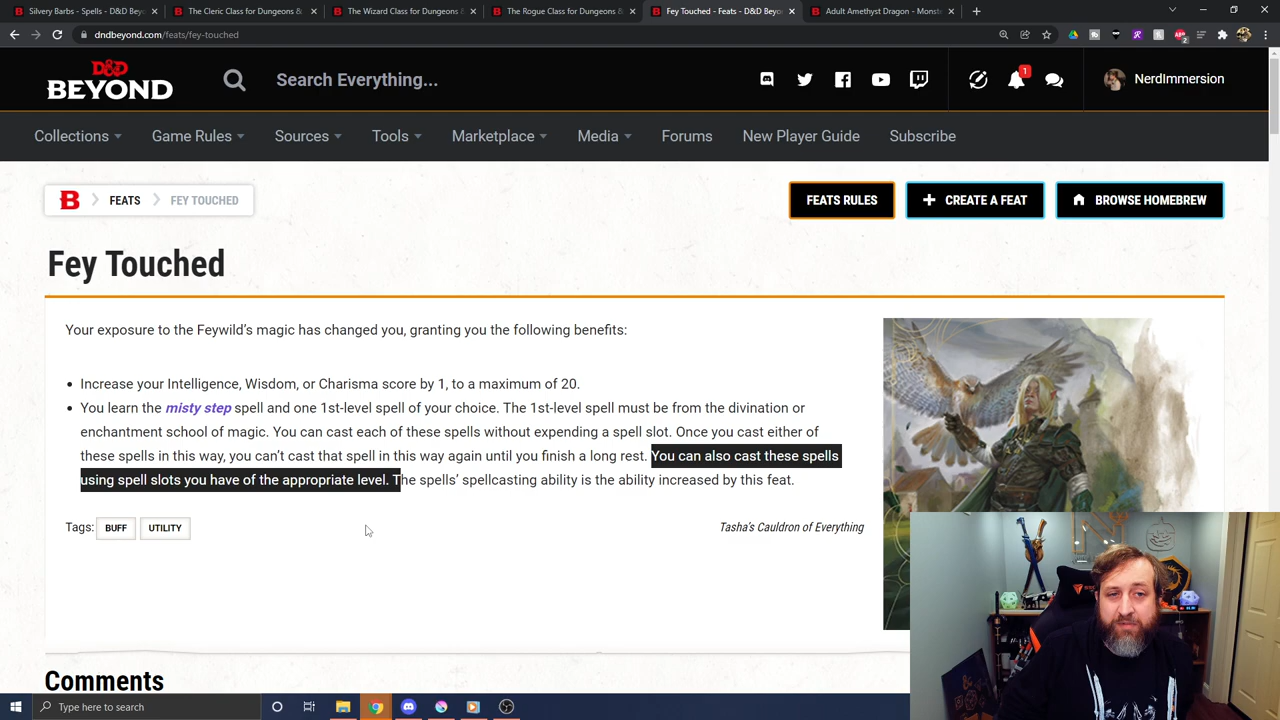 Silvery Barbs - Spells - D&D Bey
The Cleric Class for Dungeons &
The Wizard Class for Dungeons &
The Rogue Class for Dungeons &
Fey Touched - Feats - D&D Beyo
Adult Amethyst Dragon - Monst
dndbeyond.com/feats/fey-touched
D&D
BEYOND
Search Everything...
1
NerdImmersion
Collections
Game Rules
Sources
Tools
Marketplace
Media
Forums
New Player Guide
Subscribe
B
FEATS
FEY TOUCHED
FEATS RULES
CREATE A FEAT
BROWSE HOMEBREW
Fey Touched
Your exposure to the Feywild's magic has changed you, granting you the following benefits:
• Increase your Intelligence, Wisdom, or Charisma score by 1, to a maximum of 20.
• You learn the misty step spell and one 1st-level spell of your choice. The 1st-level spell must be from the divination or
enchantment school of magic. You can cast each of these spells without expending a spell slot. Once you cast either of
these spells in this way, you can't cast that spell in this way again until you finish a long rest. You can also cast these spells
using spell slots you have of the appropriate level. The spells' spellcasting ability is the ability increased by this feat.
Tags: BUFF UTILITY
Tasha's Cauldron of Everything
Comments
Type here to search